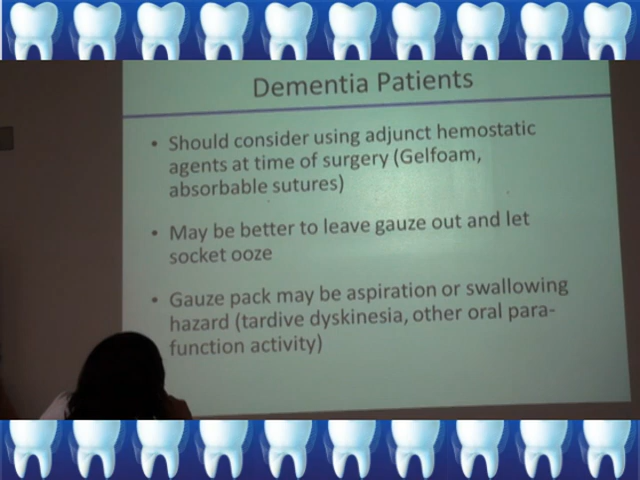 Dementia Patients
• Should consider using adjunct hemostatic
agents at time of surgery (Gelfoam,
absorbable sutures)
• May be better to leave gauze out and let
socket ooze
• Gauze pack may be aspiration or swallowing
hazard (tardive dyskinesia, other oral para-
function activity)